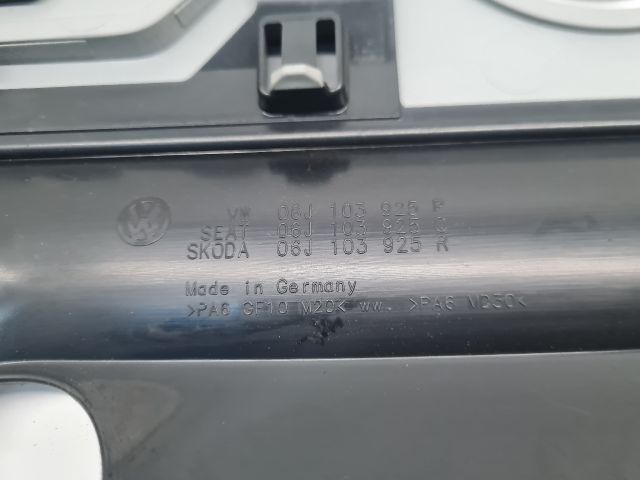 VW 06J 103 925 P
SEAT 06J 103 925 Q
SKODA 06J 103 925 R
Made in Germany
>PA6 GF10 M20< ww. >PA6 MD30<